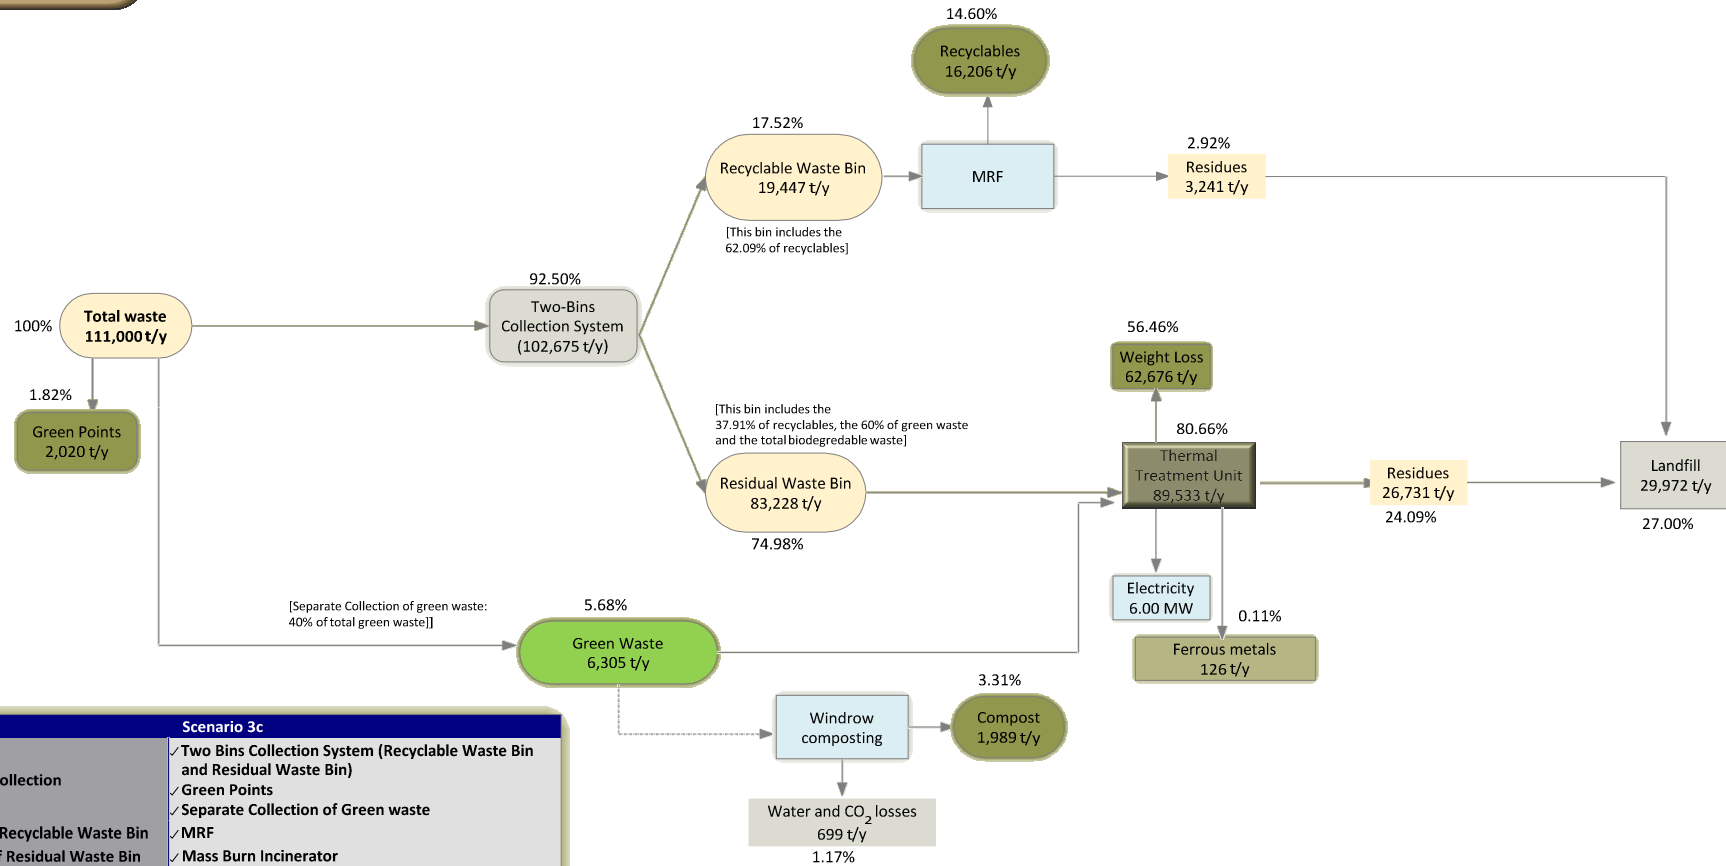 14.60%
Recyclables
16,206 t/y
17.52%
Recyclable Waste Bin
19,447 t/y
[This bin includes the
62.09% of recyclables]
MRF
2.92%
Residues
3,241 t/y
92.50%
Two-Bins
Collection System
(102,675 t/y)
100%
Total waste
111,000 t/y
1.82%
Green Points
2,020 t/y
56.46%
Weight Loss
62,676 t/y
[This bin includes the
37.91% of recyclables, the 60% of green waste
and the total biodegredable waste]
Residual Waste Bin
83,228 t/y
74.98%
80.66%
Thermal
Treatment Unit
89,533 t/y
Residues
26,731 t/y
24.09%
Landfill
29,972 t/y
27.00%
Electricity
6.00 MW
0.11%
Ferrous metals
126 t/y
[Separate Collection of green waste:
40% of total green waste]]
5.68%
Green Waste
6,305 t/y
Windrow
composting
3.31%
Compost
1,989 t/y
Water and CO2 losses
699 t/y
1.17%
Scenario 3c
ollection
✓Two Bins Collection System (Recyclable Waste Bin
and Residual Waste Bin)
✓Green Points
✓Separate Collection of Green waste
Recyclable Waste Bin
✓MRF
f Residual Waste Bin
✓Mass Burn Incinerator